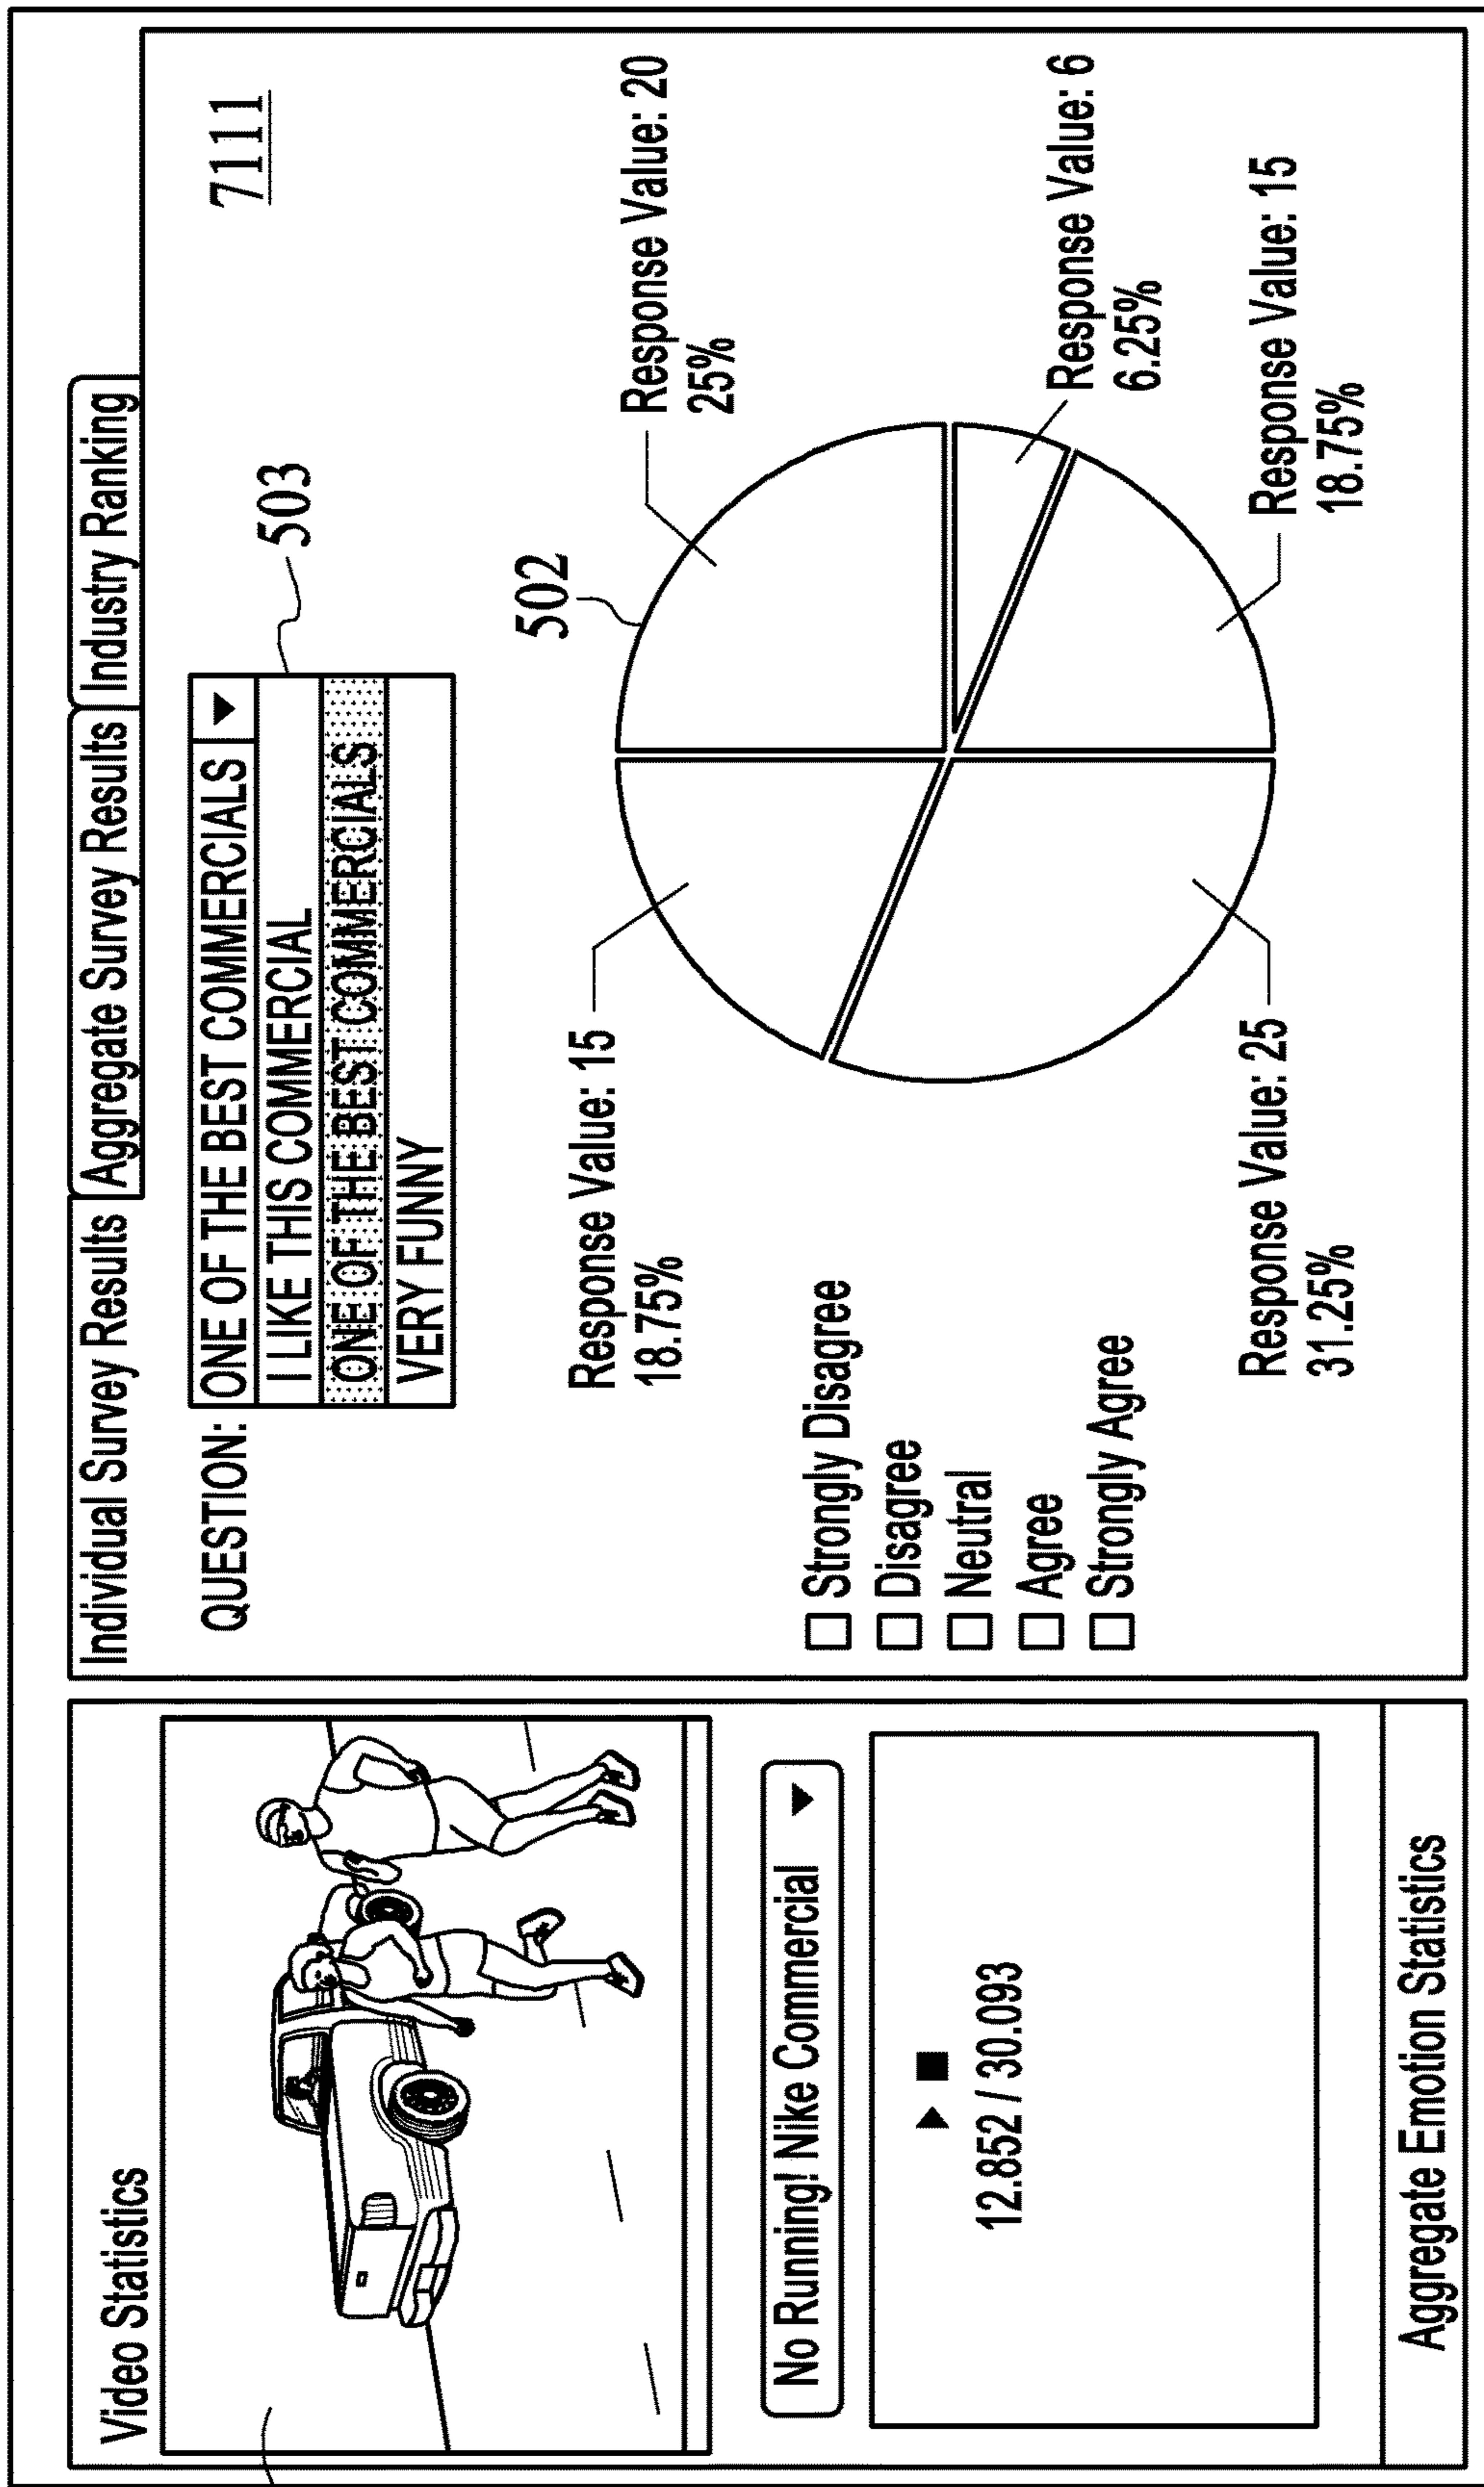 Video Statistics
No Running! Nike Commercial ▼
▶ ■
12.852 / 30.093
Aggregate Emotion Statistics
Individual Survey Results
Aggregate Survey Results
Industry Ranking
7111
QUESTION:
ONE OF THE BEST COMMERCIALS ▼
I LIKE THIS COMMERCIAL
ONE OF THE BEST COMMERCIALS
VERY FUNNY
503
502
Response Value: 15
18.75%
Response Value: 20
25%
Strongly Disagree
Disagree
Neutral
Agree
Strongly Agree
Response Value: 6
6.25%
Response Value: 25
31.25%
Response Value: 15
18.75%